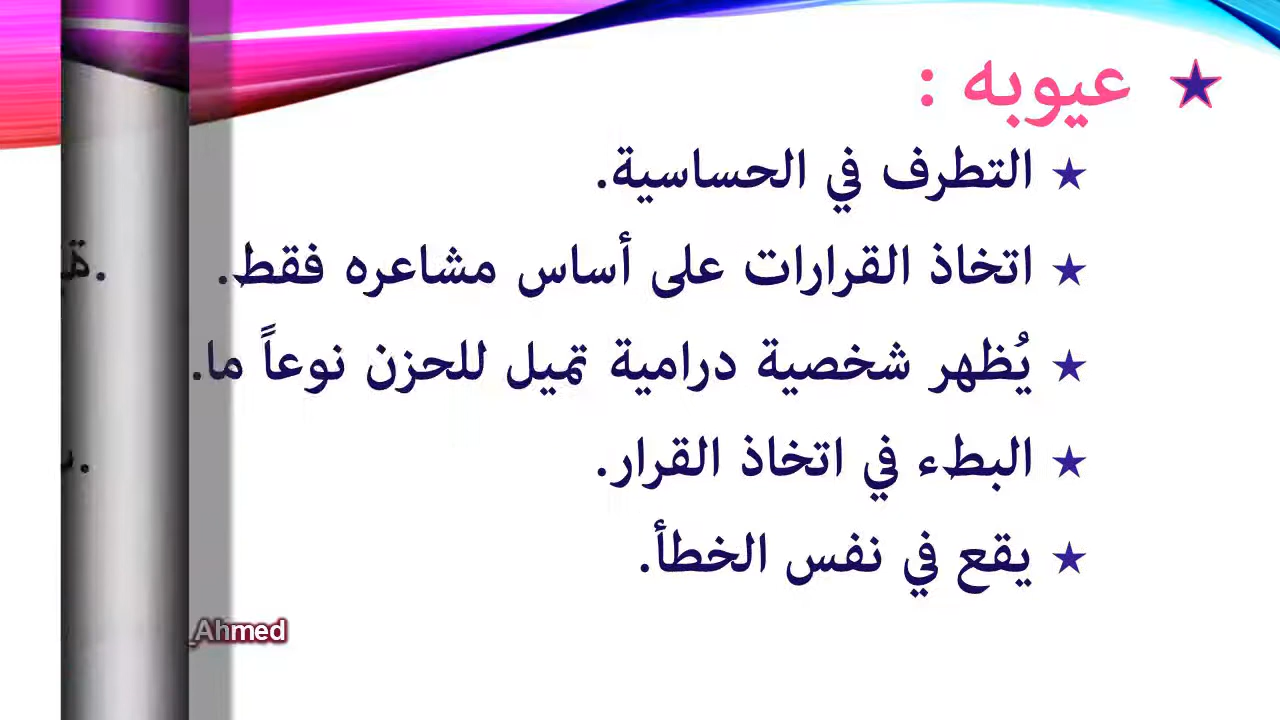 عيوبه :
التطرف في الحساسية.
اتخاذ القرارات على أساس مشاعره فقط.
يُظهر شخصية درامية تميل للحزن نوعاً ما.
البطء في اتخاذ القرار.
يقع في نفس الخطأ.
Ahmed